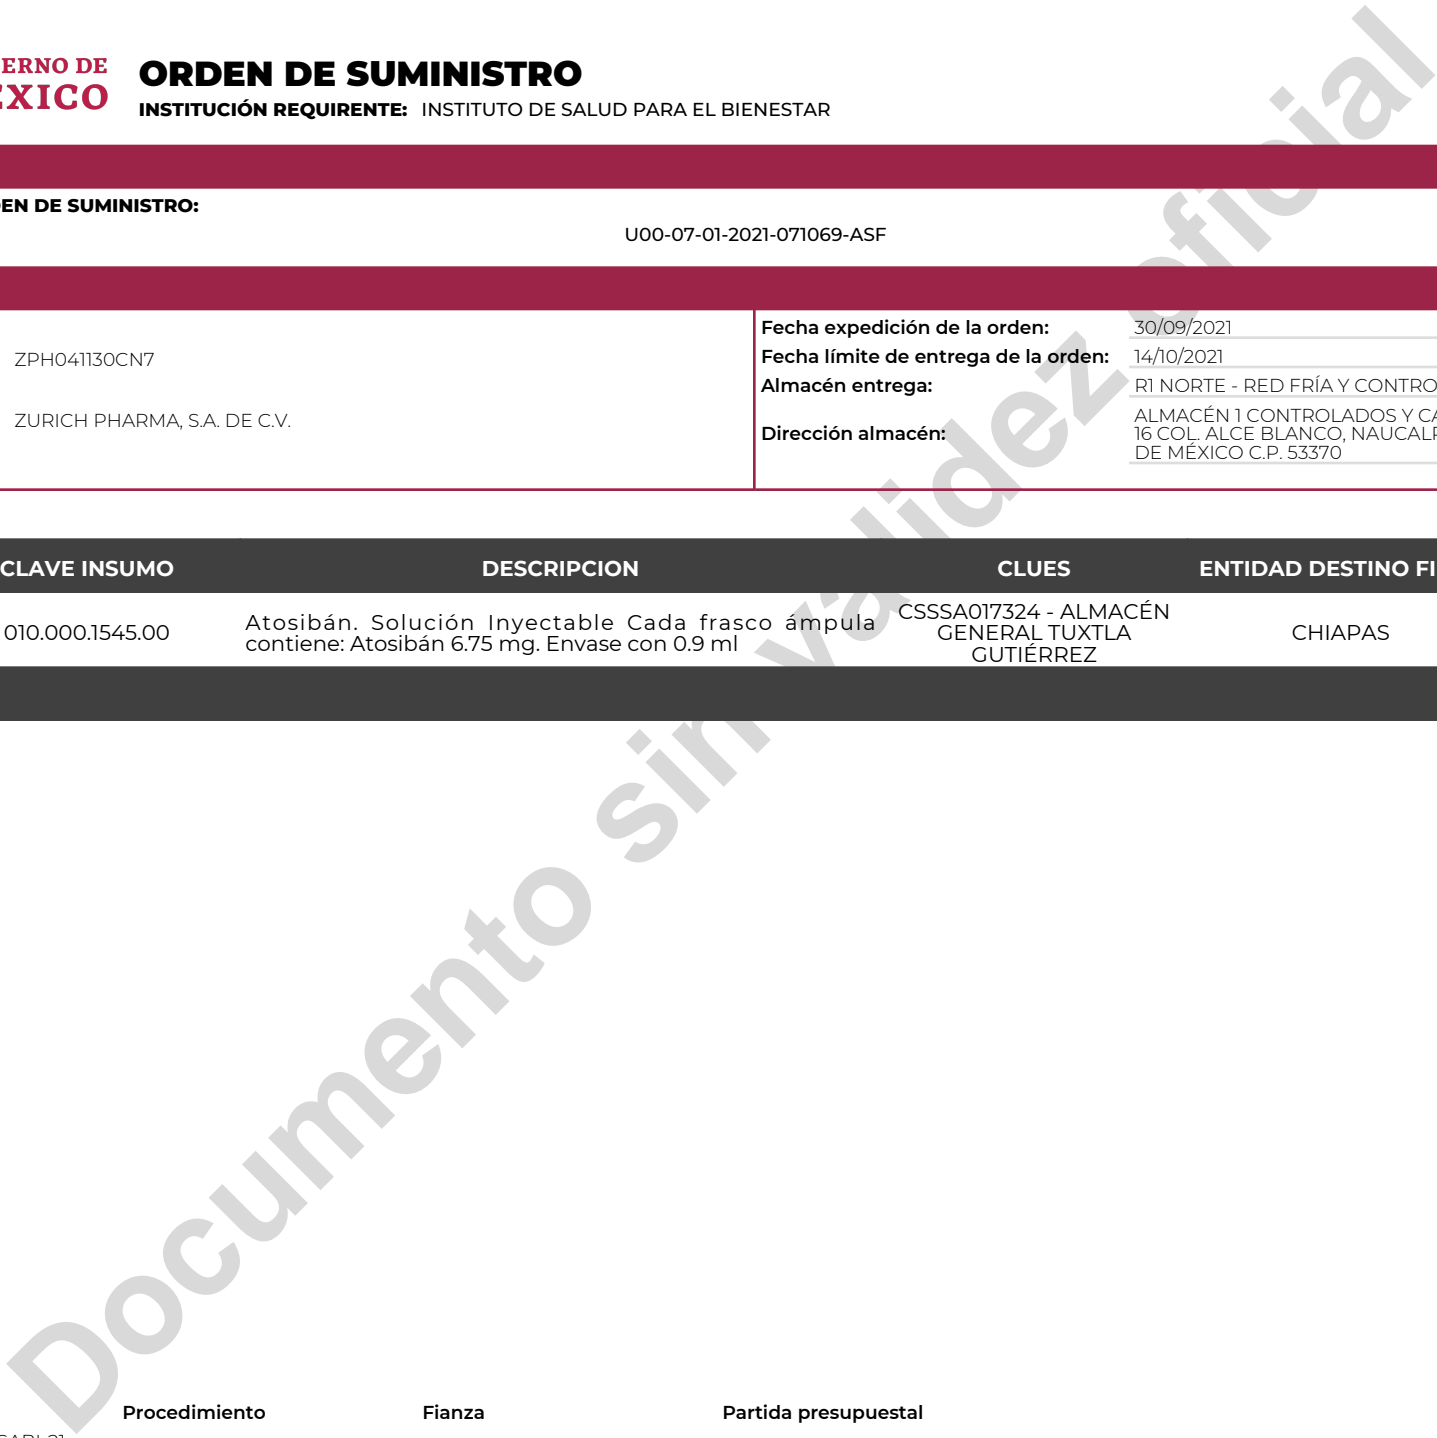 ERNO DE
ÉXICO
ORDEN DE SUMINISTRO
INSTITUCIÓN REQUIRENTE: INSTITUTO DE SALUD PARA EL BIENESTAR
EN DE SUMINISTRO:
U00-07-01-2021-071069-ASF
ZPH041130CN7
ZURICH PHARMA, S.A. DE C.V.
Fecha expedición de la orden: 30/09/2021
Fecha límite de entrega de la orden: 14/10/2021
Almacén entrega: R1 NORTE - RED FRÍA Y CONTRO
Dirección almacén: ALMACÉN 1 CONTROLADOS Y CA
16 COL. ALCE BLANCO, NAUCALP
DE MÉXICO C.P. 53370
CLAVE INSUMO DESCRIPCION CLUES ENTIDAD DESTINO FI
010.000.1545.00
Atosibán. Solución Inyectable Cada frasco ámpula
contiene: Atosibán 6.75 mg. Envase con 0.9 ml
CSSSA017324 - ALMACÉN
GENERAL TUXTLA
GUTIÉRREZ
CHIAPAS
Documento sin validez oficial
Procedimiento Fianza Partida presupuestal